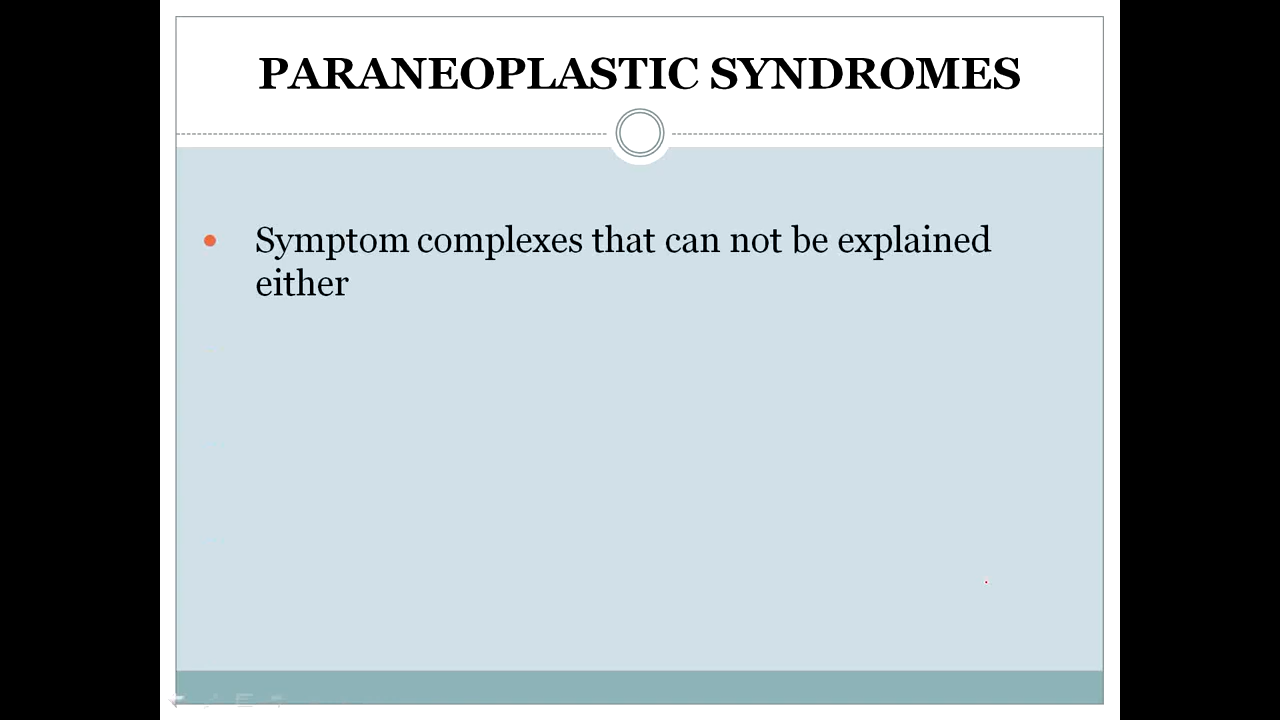 PARANEOPLASTIC SYNDROMES
Symptom complexes that can not be explained
either